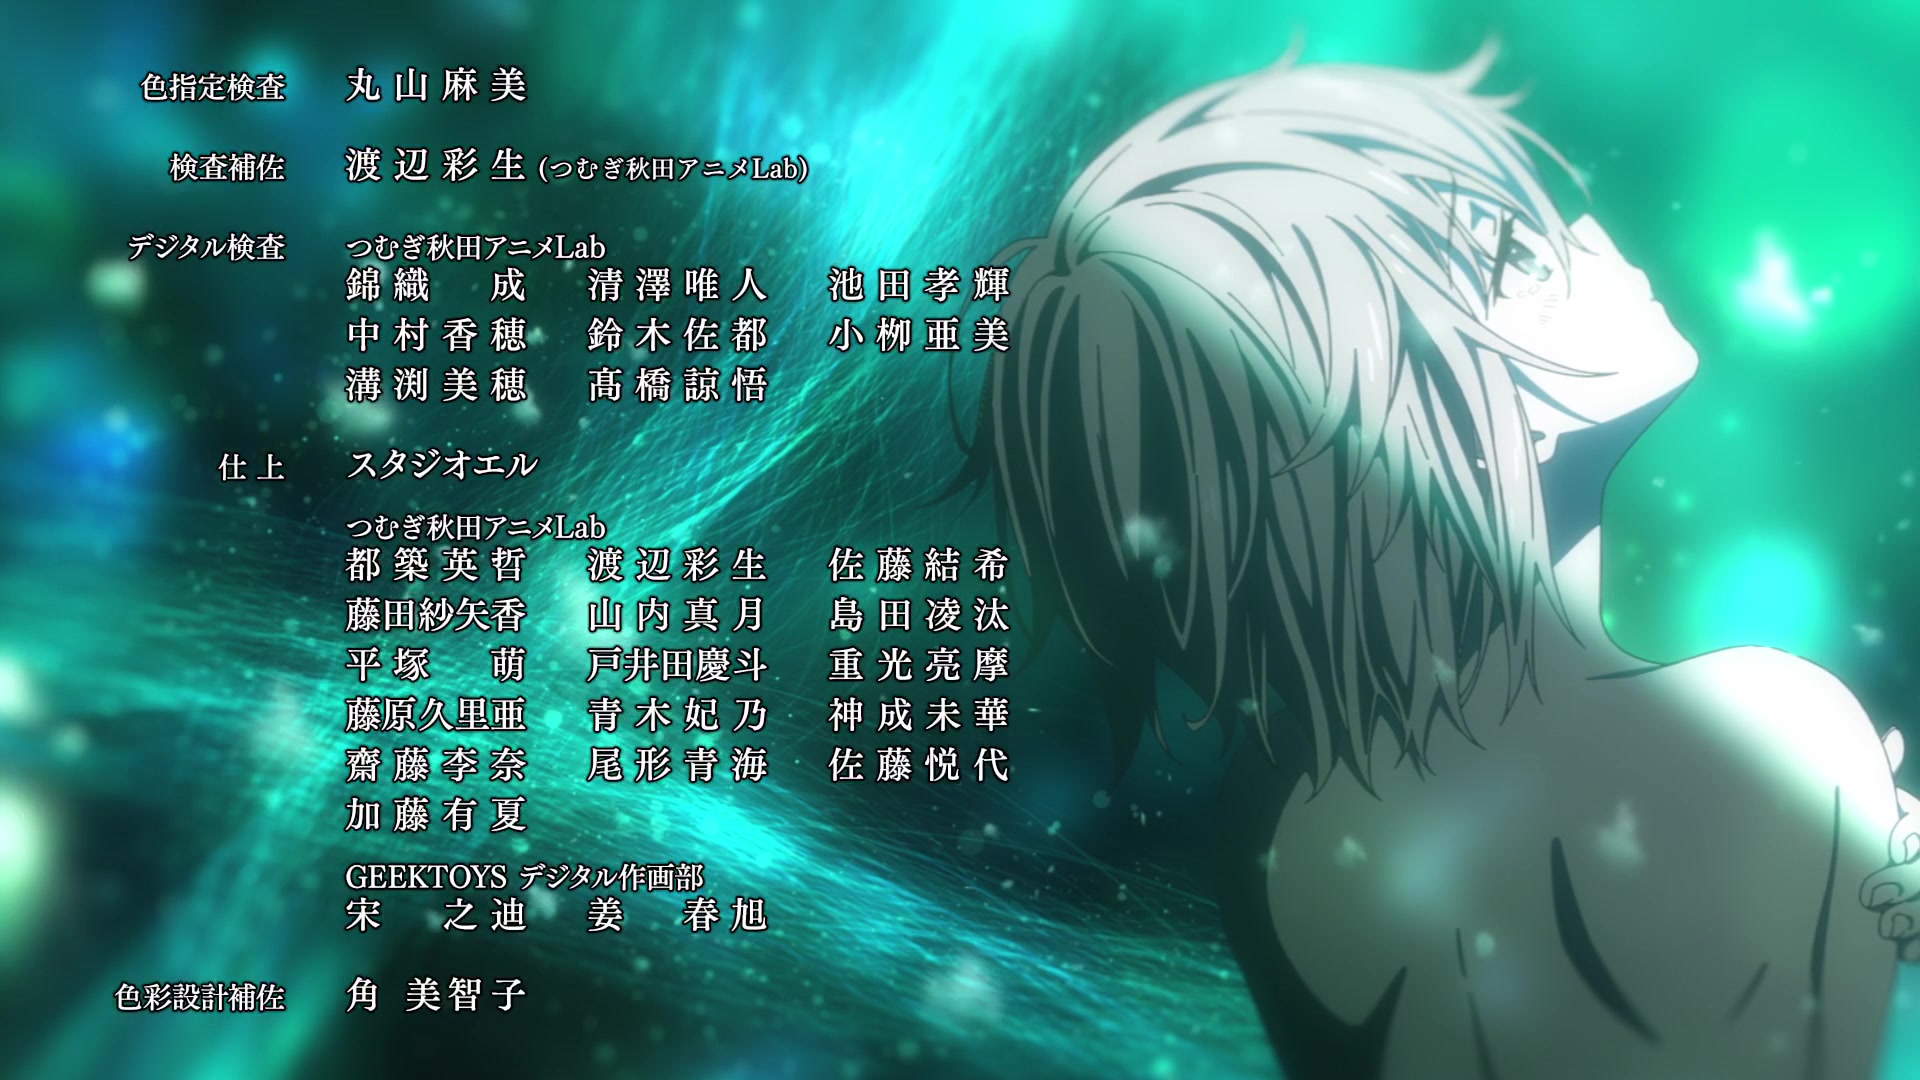 色指定検査 丸山麻美
検査補佐 渡辺彩生 (つむぎ秋田アニメLab)
デジタル検査 つむぎ秋田アニメLab
錦織 成 清澤唯人 池田孝輝
中村香穂 鈴木佐都 小栁亜美
溝渕美穂 髙橋諒悟
仕上 スタジオエル
つむぎ秋田アニメLab
都築英哲 渡辺彩生 佐藤結希
藤田紗矢香 山内真月 島田凌汰
平塚 萌 戸井田慶斗 重光亮摩
藤原久里亜 青木妃乃 神成未華
齋藤李奈 尾形青海 佐藤悦代
加藤有夏
GEEKTOYS デジタル作画部
宋 之迪 姜 春旭
色彩設計補佐 角 美智子